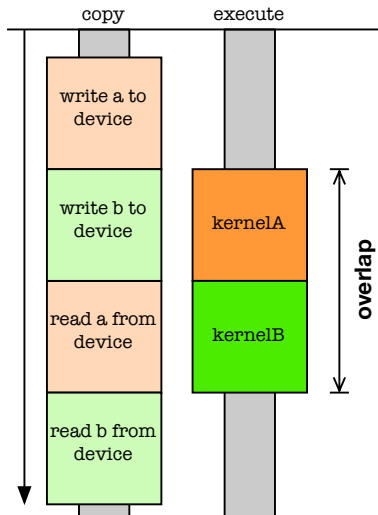 copy
execute
write a to
device
write b to
device
kernelA
read a from
device
kernelB
overlap
read b from
device